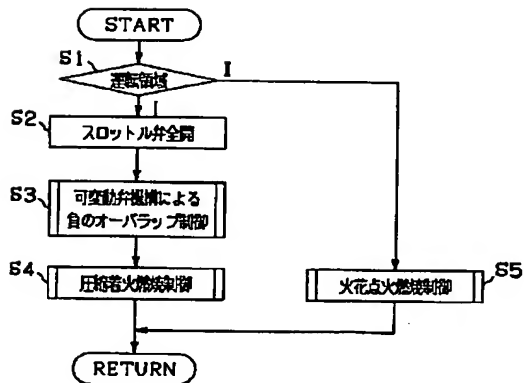 START
S1
運転領域
I
S2
スロットル弁全開
S3
可変動弁機構による
負のオーバラップ制御
S4
圧縮着火燃焼制御
火花点火燃焼制御
S5
RETURN